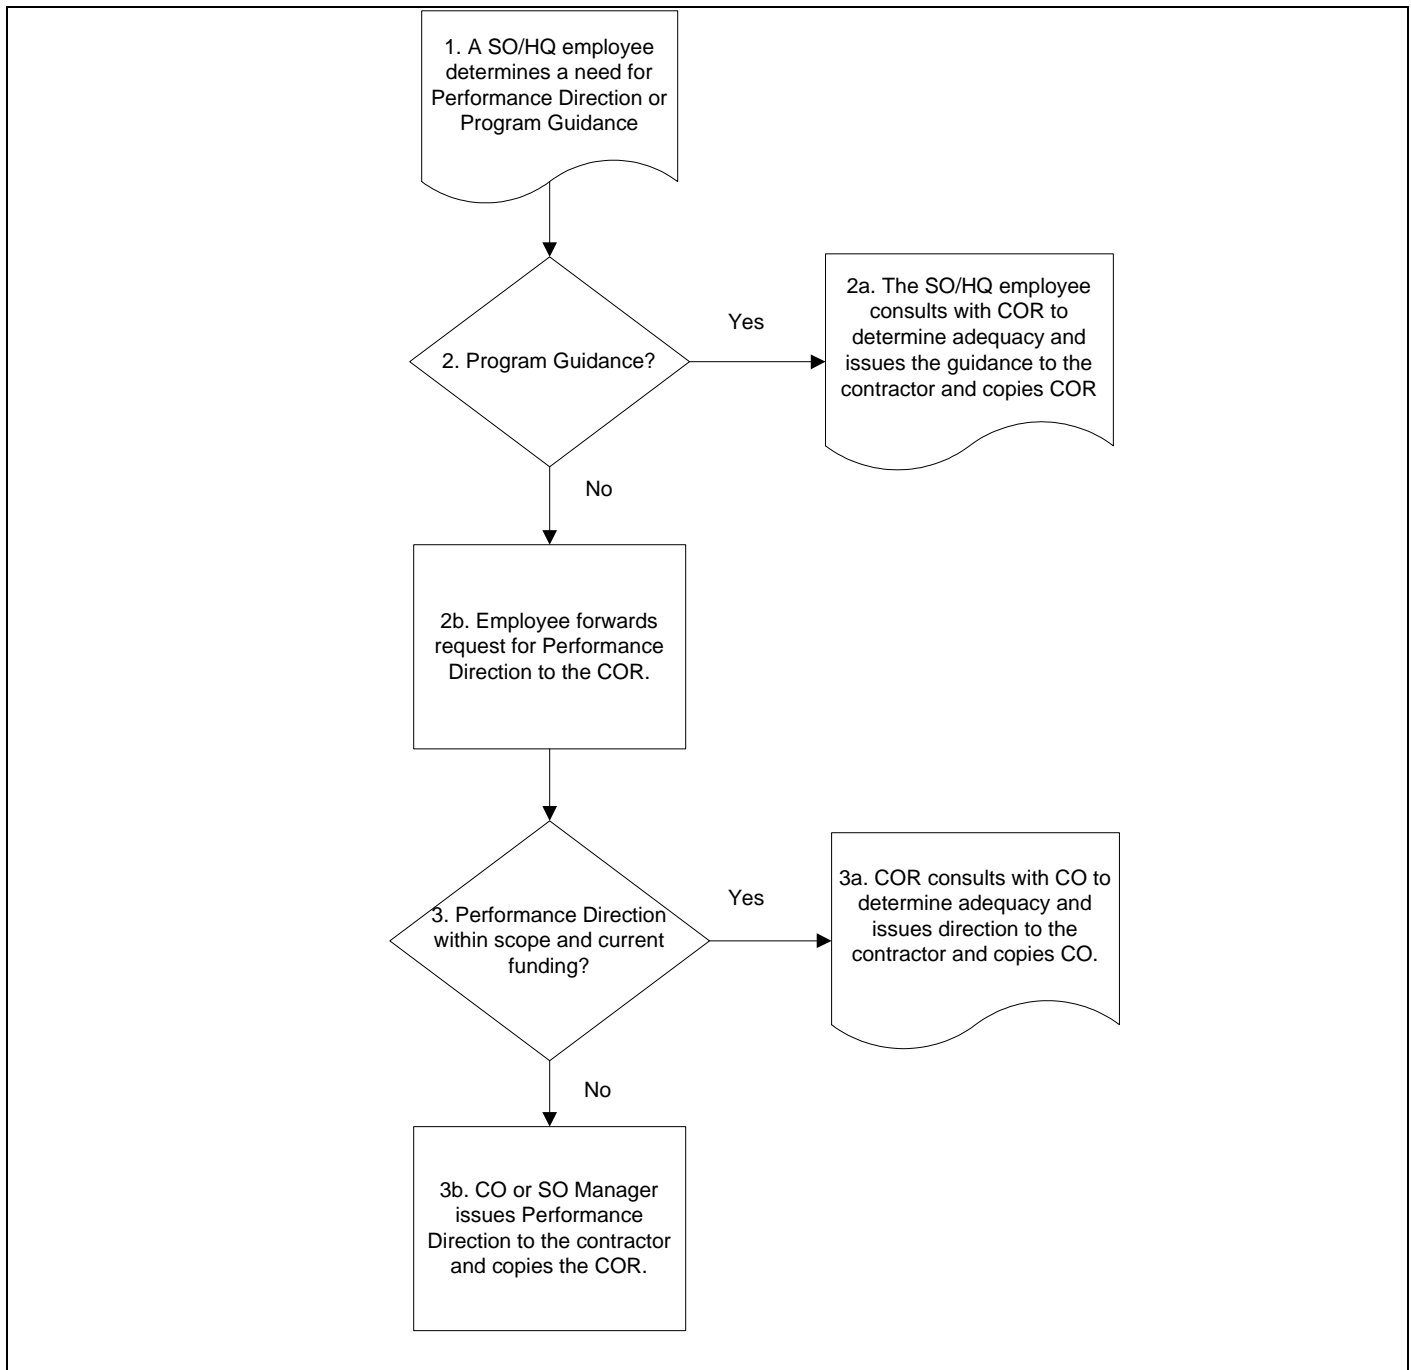 1. A SO/HQ employee
determines a need for
Performance Direction or
Program Guidance
2. Program Guidance?
Yes
2a. The SO/HQ employee
consults with COR to
determine adequacy and
issues the guidance to the
contractor and copies COR
No
2b. Employee forwards
request for Performance
Direction to the COR.
3. Performance Direction
within scope and current
funding?
Yes
3a. COR consults with CO to
determine adequacy and
issues direction to the
contractor and copies CO.
No
3b. CO or SO Manager
issues Performance
Direction to the contractor
and copies the COR.